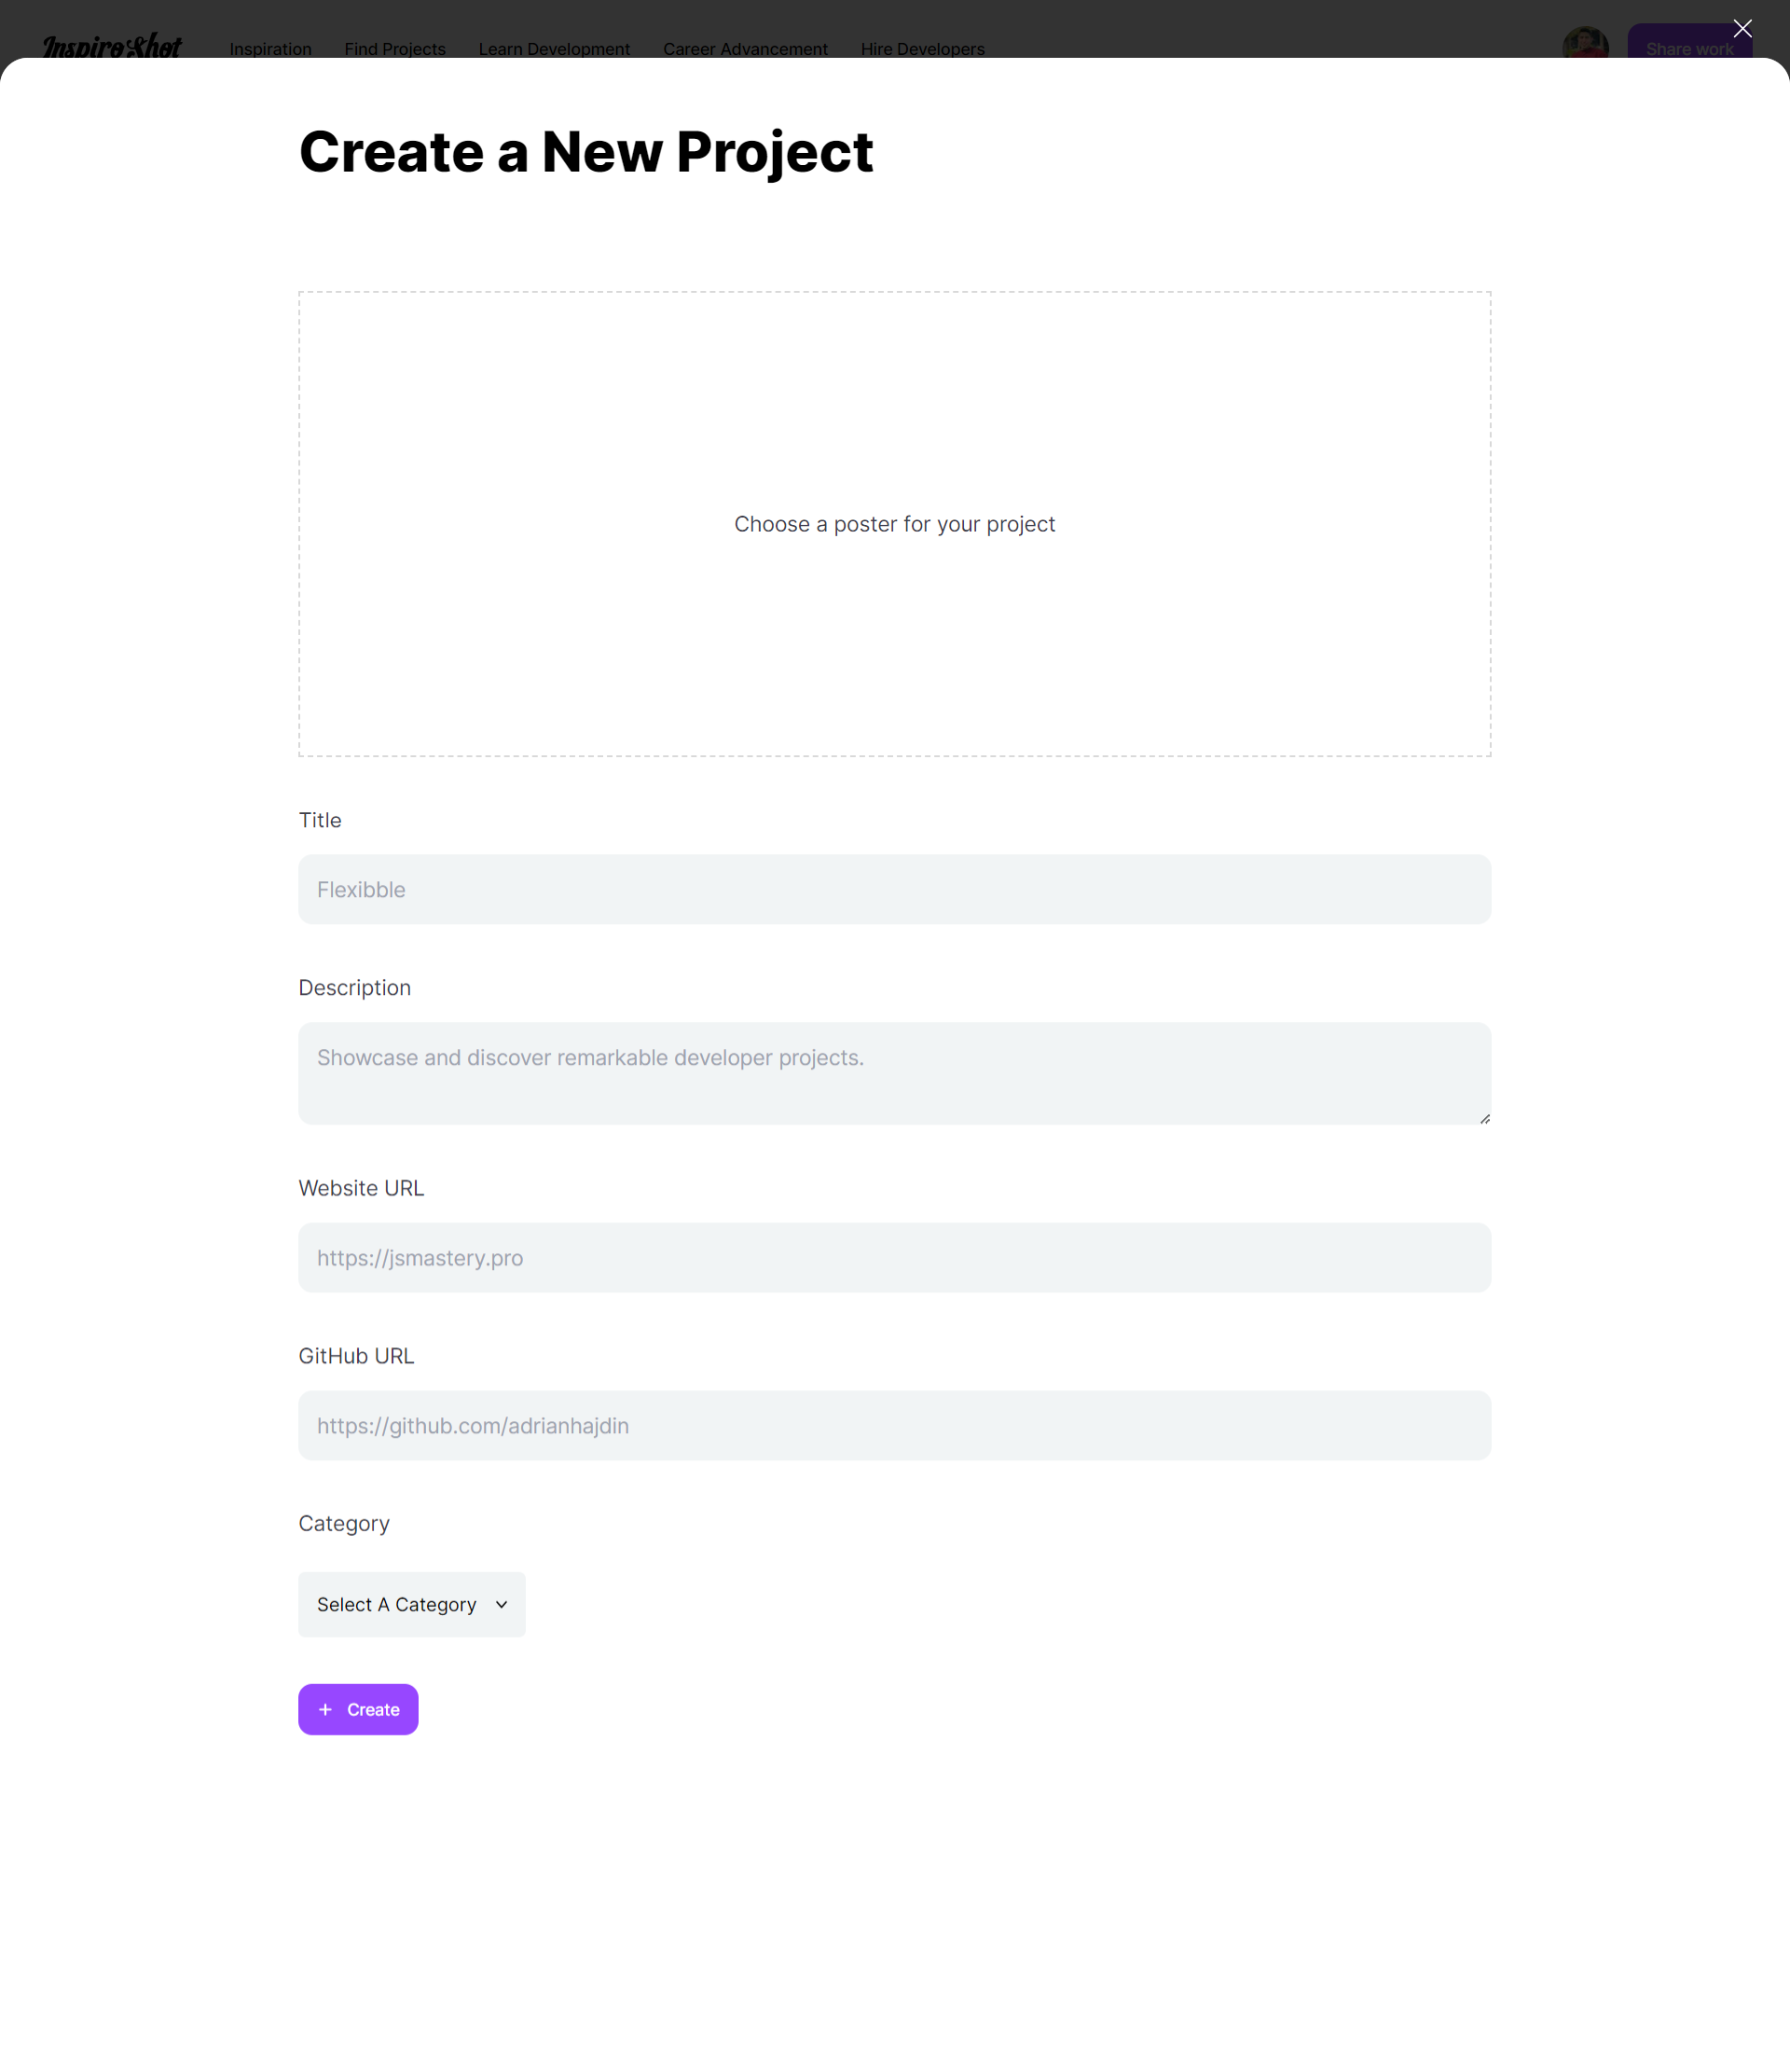 InspiroShot Inspiration Find Projects Learn Development Career Advancement Hire Developers Share work
Create a New Project
Choose a poster for your project
Title
Flexibble
Description
Showcase and discover remarkable developer projects.
Website URL
https://jsmastery.pro
GitHub URL
https://github.com/adrianhajdin
Category
Select A Category
+ Create